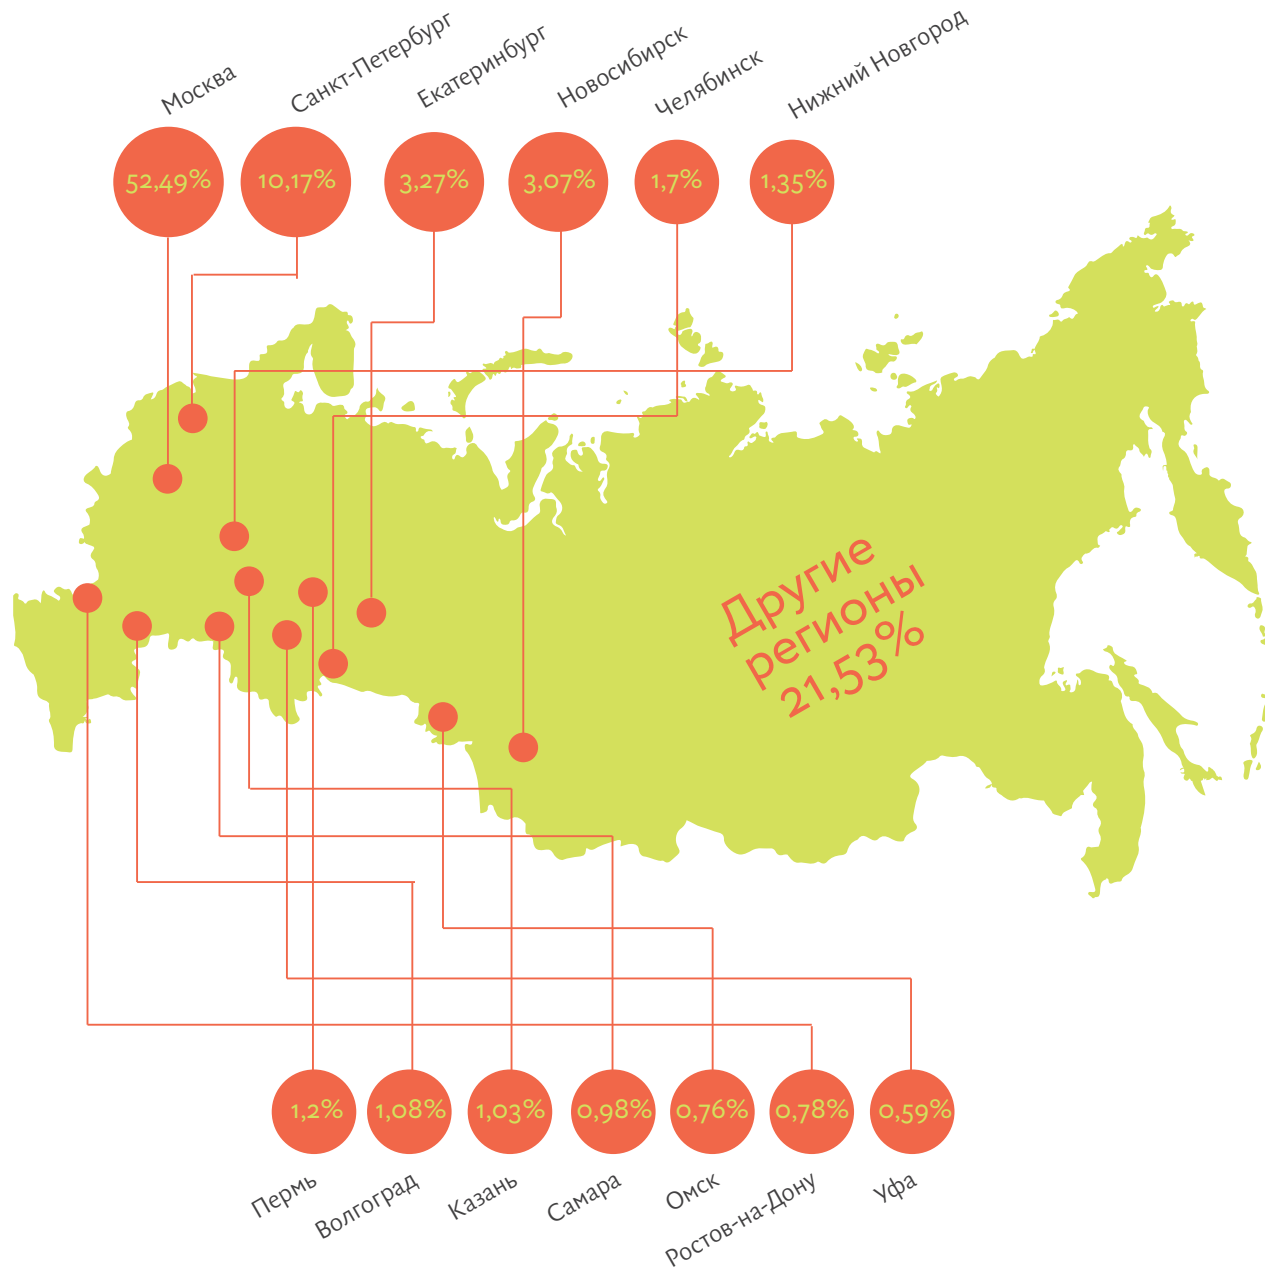 Москва
Санкт-Петербург
Екатеринбург
Новосибирск
Челябинск
Нижний Новгород
52,49%
10,17%
3,27%
3,07%
1,7%
1,35%
Другие
регионы
21,53%
1,2%
1,08%
1,03%
0,98%
0,76%
0,78%
0,59%
Пермь
Волгоград
Казань
Самара
Омск
Ростов-на-Дону
Уфа